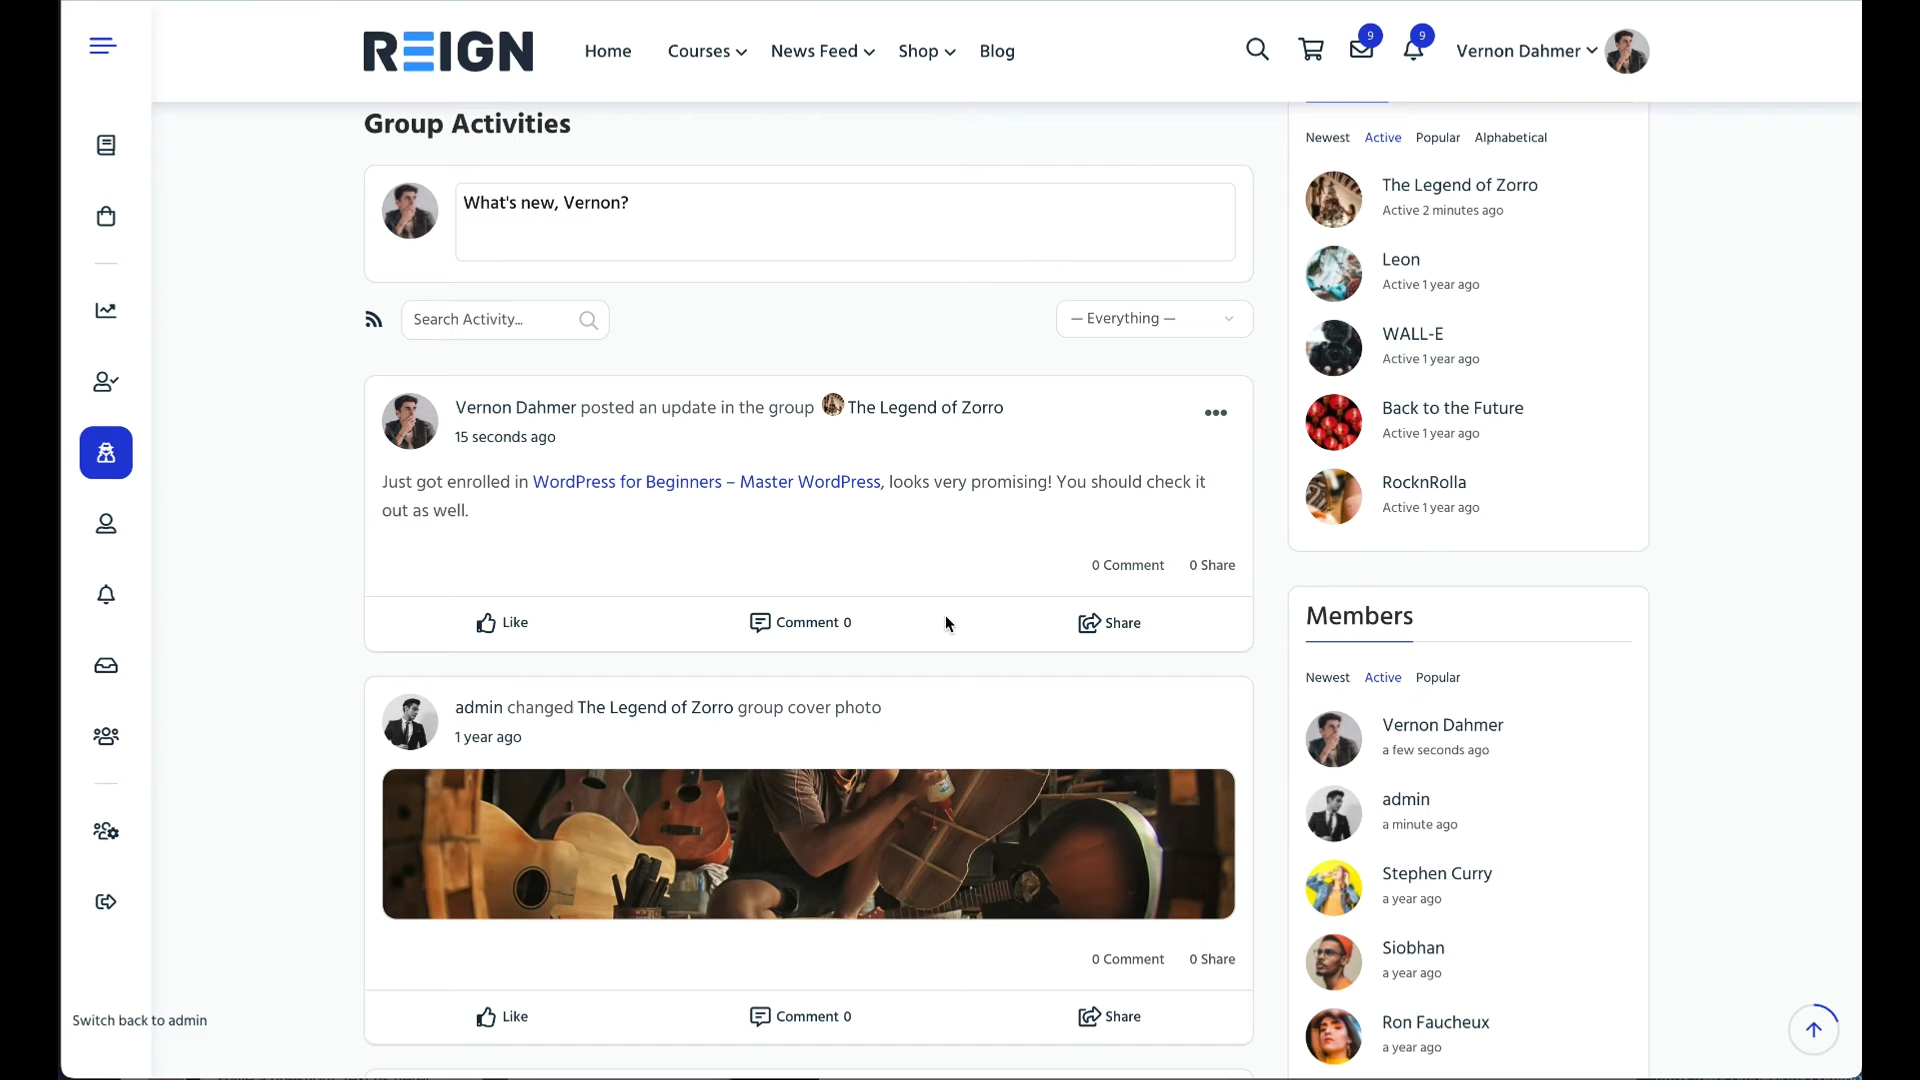 REIGN
Home
Courses
News Feed
Shop
Blog
9
9
Vernon Dahmer
Group Activities
What's new, Vernon?
Search Activity...
— Everything —
Vernon Dahmer posted an update in the group The Legend of Zorro
15 seconds ago
Just got enrolled in WordPress for Beginners – Master WordPress, looks very promising! You should check it
out as well.
0 Comment 0 Share
Like
Comment 0
Share
admin changed The Legend of Zorro group cover photo
1 year ago
0 Comment 0 Share
Like
Comment 0
Share
Switch back to admin
Newest Active Popular Alphabetical
The Legend of Zorro
Active 2 minutes ago
Leon
Active 1 year ago
WALL-E
Active 1 year ago
Back to the Future
Active 1 year ago
RocknRolla
Active 1 year ago
Members
Newest Active Popular
Vernon Dahmer
a few seconds ago
admin
a minute ago
Stephen Curry
a year ago
Siobhan
a year ago
Ron Faucheux
a year ago